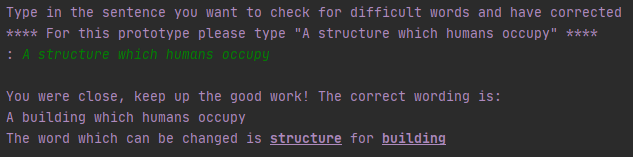 Type in the sentence you want to check for difficult words and have corrected
**** For this prototype please type "A structure which humans occupy" ****
: A structure which humans occupy
You were close, keep up the good work! The correct wording is:
A building which humans occupy
The word which can be changed is structure for building